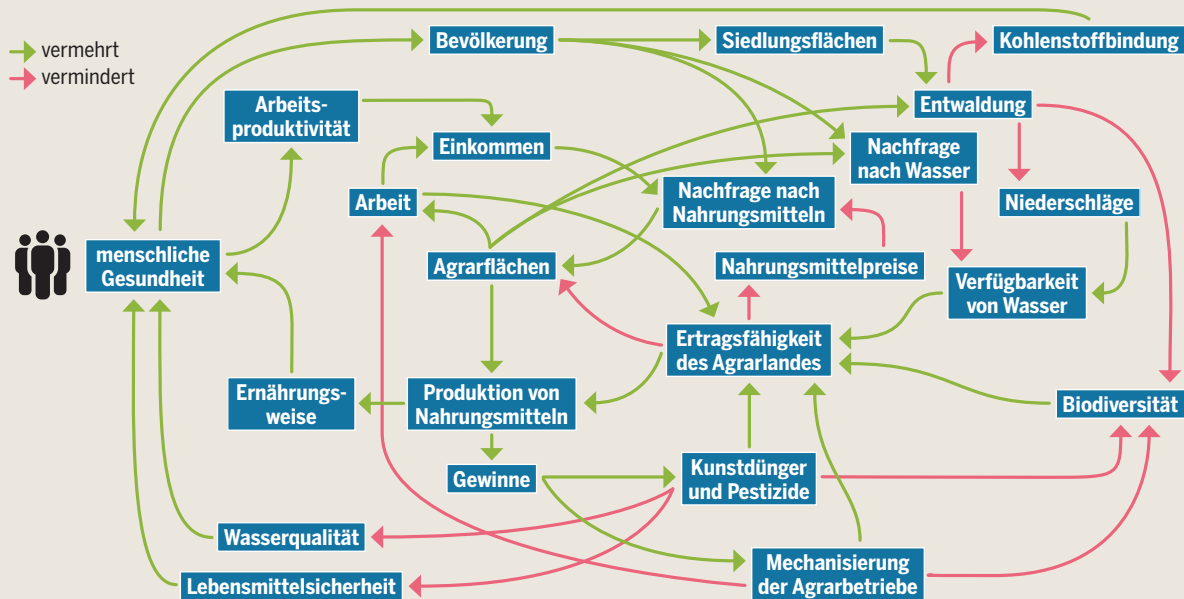 vermehrt
vermindert
Bevölkerung
Siedlungsflächen
Kohlenstoffbindung
Arbeits-
produktivität
Entwaldung
Einkommen
Nachfrage
nach Wasser
Arbeit
Nachfrage nach
Nahrungsmitteln
Niederschläge
menschliche
Gesundheit
Agrarflächen
Nahrungsmittelpreise
Verfügbarkeit
von Wasser
Ertragsfähigkeit
des Agrarlandes
Ernährungs-
weise
Produktion von
Nahrungsmitteln
Biodiversität
Gewinne
Kunstdünger
und Pestizide
Wasserqualität
Mechanisierung
der Agrarbetriebe
Lebensmittelsicherheit